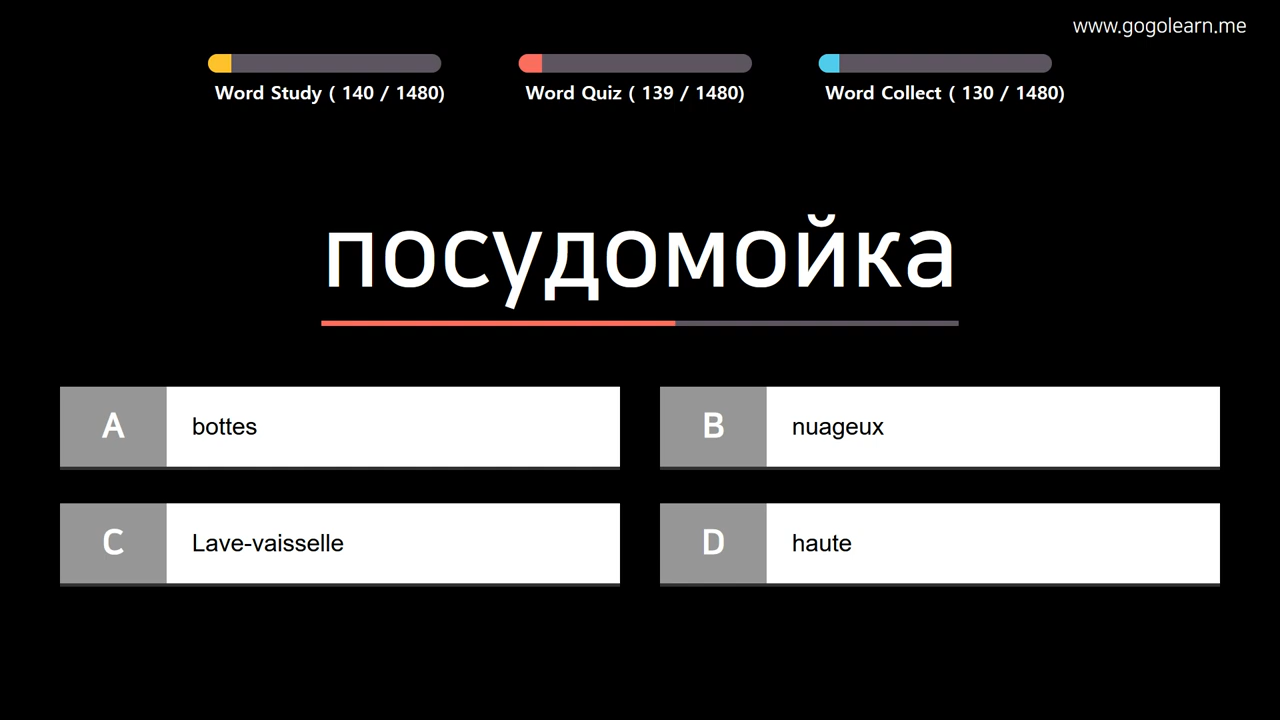 www.gogolearn.me
Word Study ( 140 / 1480)
Word Quiz ( 139 / 1480)
Word Collect ( 130 / 1480)
посудомойка
A bottes
B nuageux
C Lave-vaisselle
D haute